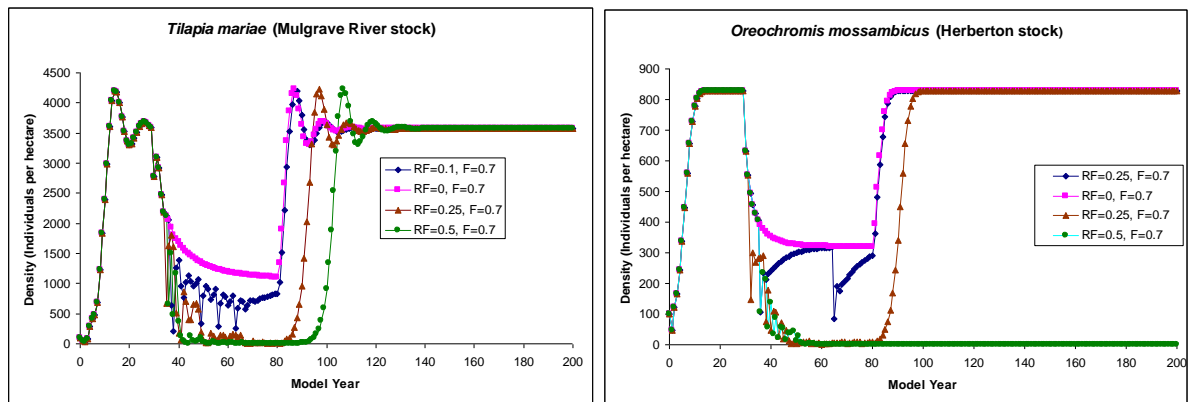 Tilapia mariae (Mulgrave River stock)
4500
4000
3500
3000
2500
2000
1500
1000
500
0
Density (Individuals per hectare)
0 20 40 60 80 100 120 140 160 180 200
Model Year
RF=0.1, F=0.7
RF=0, F=0.7
RF=0.25, F=0.7
RF=0.5, F=0.7
Oreochromis mossambicus (Herberton stock)
900
800
700
600
500
400
300
200
100
0
Density (Individuals per hectare)
0 20 40 60 80 100 120 140 160 180 200
Model Year
RF=0.25, F=0.7
RF=0, F=0.7
RF=0.25, F=0.7
RF=0.5, F=0.7